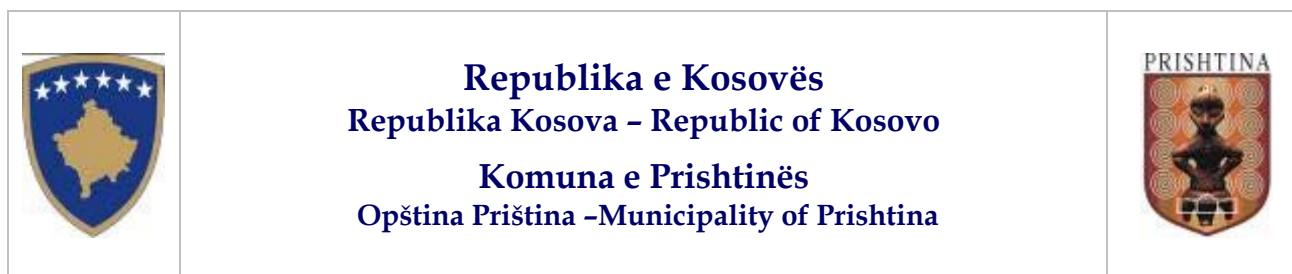 Republika e Kosovës
Republika Kosova – Republic of Kosovo
Komuna e Prishtinës
Opština Priština –Municipality of Prishtina
PRISHTINA